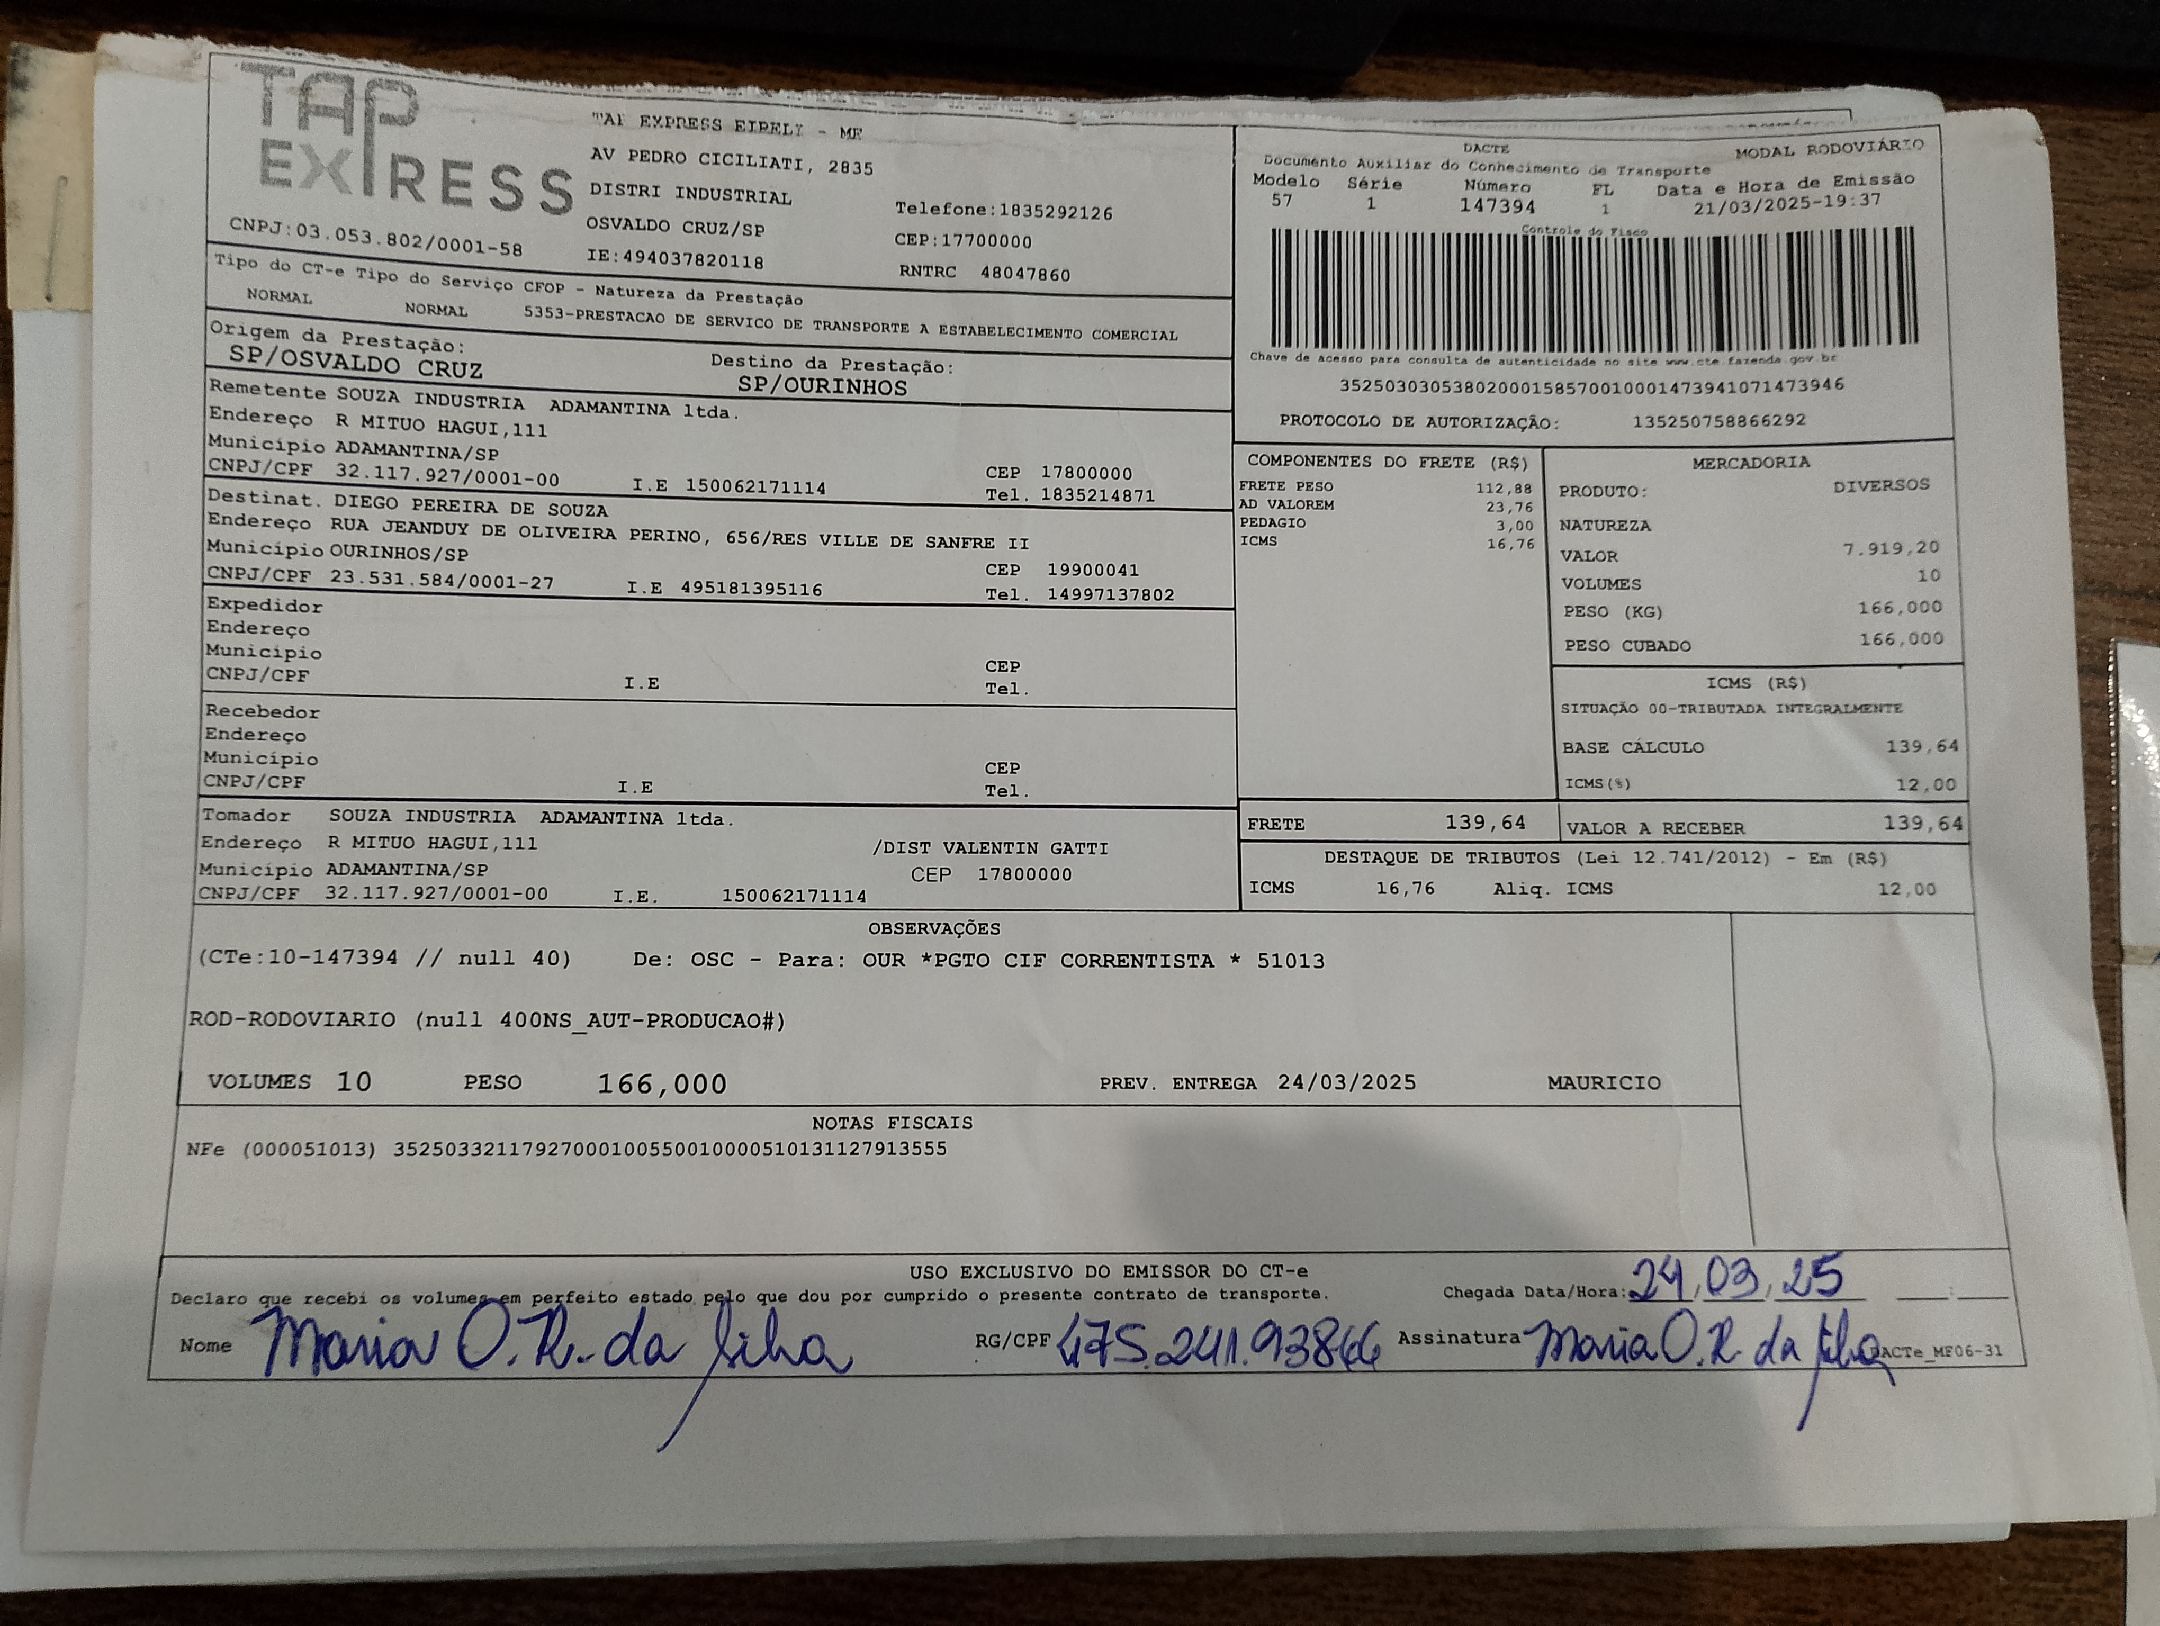 TAP
EXPRESS
TAP EXPRESS EIRELI - ME
AV PEDRO CICILIATI, 2835
DISTRI INDUSTRIAL
OSVALDO CRUZ/SP
Telefone:1835292126
CEP:17700000
CNPJ:03.053.802/0001-58
IE:494037820118
RNTRC 48047860
Tipo do CT-e Tipo do Serviço CFOP - Natureza da Prestação
NORMAL NORMAL 5353-PRESTACAO DE SERVICO DE TRANSPORTE A ESTABELECIMENTO COMERCIAL
Origem da Prestação: Destino da Prestação:
SP/OSVALDO CRUZ SP/OURINHOS
Remetente SOUZA INDUSTRIA ADAMANTINA ltda.
Endereço R MITUO HAGUI,111
Município ADAMANTINA/SP CEP 17800000
CNPJ/CPF 32.117.927/0001-00 I.E 150062171114 Tel. 1835214871
Destinat. DIEGO PEREIRA DE SOUZA
Endereço RUA JEANDUY DE OLIVEIRA PERINO, 656/RES VILLE DE SANFRE II
Município OURINHOS/SP CEP 19900041
CNPJ/CPF 23.531.584/0001-27 I.E 495181395116 Tel. 14997137802
Expedidor
Endereço
Município CEP
CNPJ/CPF I.E Tel.
Recebedor
Endereço
Município CEP
CNPJ/CPF I.E Tel.
Tomador SOUZA INDUSTRIA ADAMANTINA ltda.
Endereço R MITUO HAGUI,111 /DIST VALENTIN GATTI
Município ADAMANTINA/SP CEP 17800000
CNPJ/CPF 32.117.927/0001-00 I.E. 150062171114
DACTE MODAL RODOVIÁRIO
Documento Auxiliar do Conhecimento de Transporte
Modelo Série Número FL Data e Hora de Emissão
57 1 147394 1 21/03/2025-19:37
Controle do Fisco
Chave de acesso para consulta de autenticidade no site www.cte.fazenda.gov.br
35250303053802000158570010001473941071473946
PROTOCOLO DE AUTORIZAÇÃO: 135250758866292
COMPONENTES DO FRETE (R$)
FRETE PESO 112,88
AD VALOREM 23,76
PEDAGIO 3,00
ICMS 16,76
MERCADORIA
PRODUTO: DIVERSOS
NATUREZA
VALOR 7.919,20
VOLUMES 10
PESO (KG) 166,000
PESO CUBADO 166,000
ICMS (R$)
SITUAÇÃO 00-TRIBUTADA INTEGRALMENTE
BASE CÁLCULO 139,64
ICMS(%) 12,00
FRETE 139,64 VALOR A RECEBER 139,64
DESTAQUE DE TRIBUTOS (Lei 12.741/2012) - Em (R$)
ICMS 16,76 Aliq. ICMS 12,00
OBSERVAÇÕES
(CTe:10-147394 // null 40) De: OSC - Para: OUR *PGTO CIF CORRENTISTA * 51013
ROD-RODOVIARIO (null 400NS_AUT-PRODUCAO#)
VOLUMES 10 PESO 166,000 PREV. ENTREGA 24/03/2025 MAURICIO
NOTAS FISCAIS
NFe (000051013) 35250332117927000100550010000510131127913555
USO EXCLUSIVO DO EMISSOR DO CT-e
Declaro que recebi os volumes em perfeito estado pelo que dou por cumprido o presente contrato de transporte. Chegada Data/Hora: 24/03/25
Nome Maria O.R. da Silva RG/CPF 475.241.93866 Assinatura Maria O.R. da Silva DACTe_MF06-31